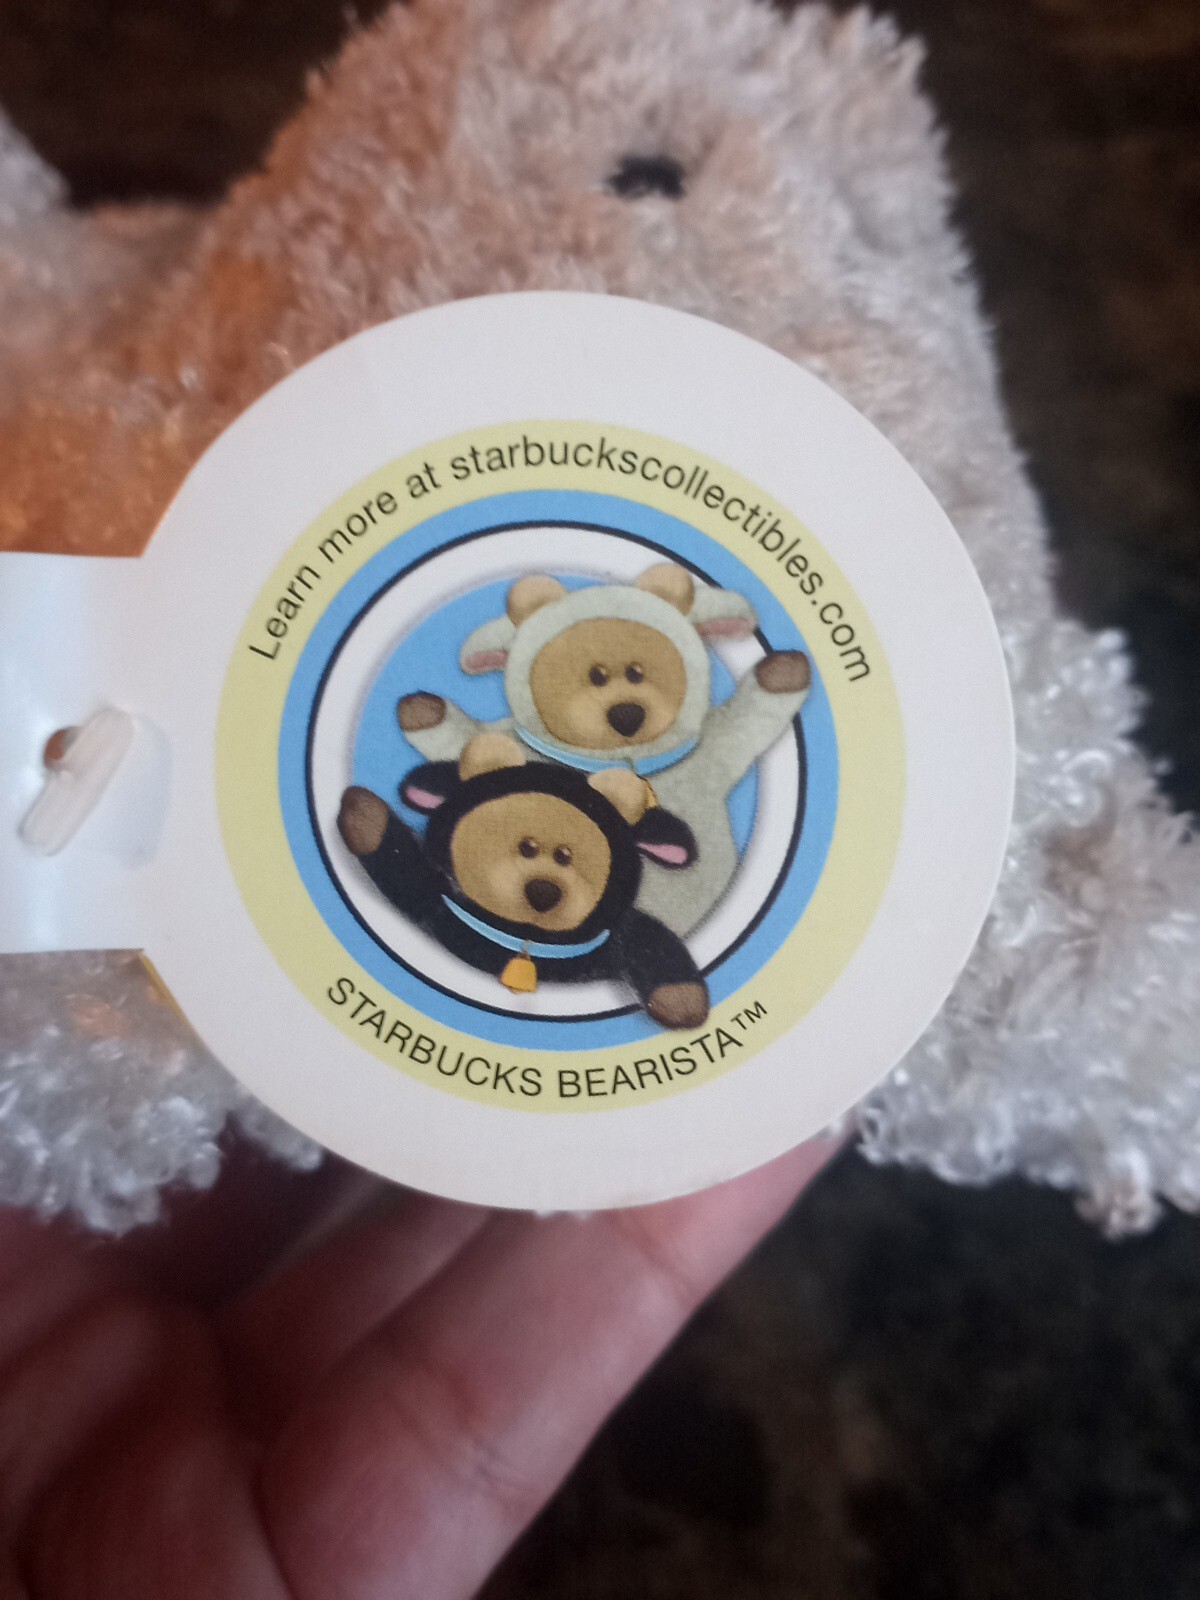 Learn more at starbuckscollectibles.com
STARBUCKS BEARISTA™